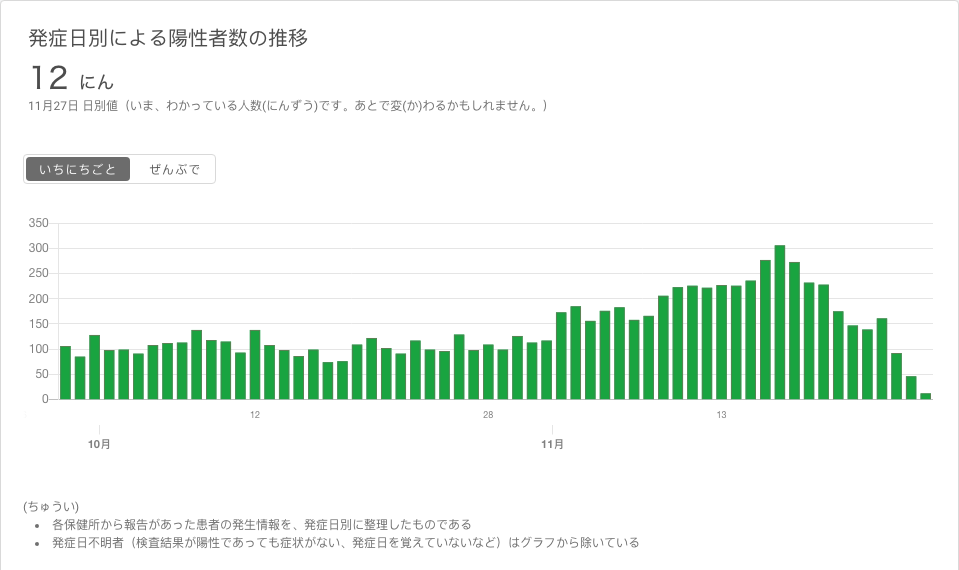 発症日別による陽性者数の推移
12 にん
11月27日 日別値（いま、わかっている人数(にんずう)です。あとで変(か)わるかもしれません。）
いちにちごと ぜんぶで
350
300
250
200
150
100
50
0
12 28 13
10月 11月
(ちゅうい)
• 各保健所から報告があった患者の発生情報を、発症日別に整理したものである
• 発症日不明者（検査結果が陽性であっても症状がない、発症日を覚えていないなど）はグラフから除いている